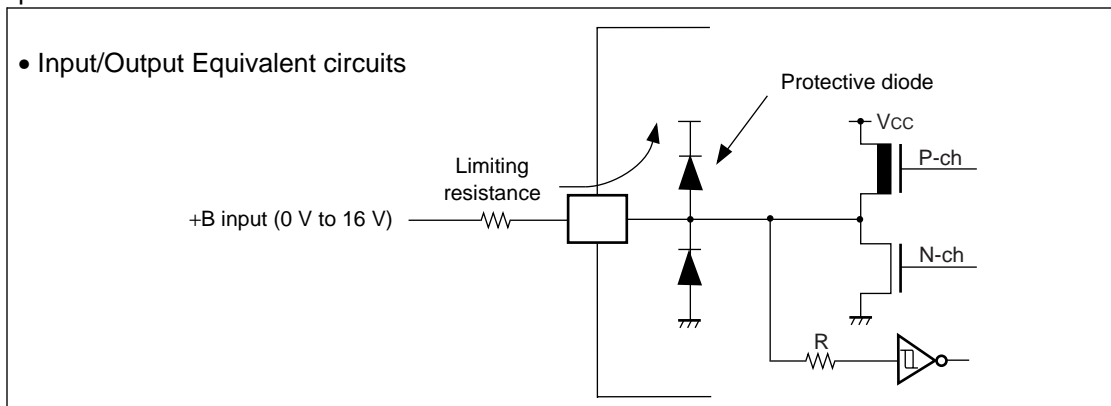 • Input/Output Equivalent circuits
Protective diode
VCC
P-ch
Limiting
resistance
+B input (0 V to 16 V)
N-ch
R